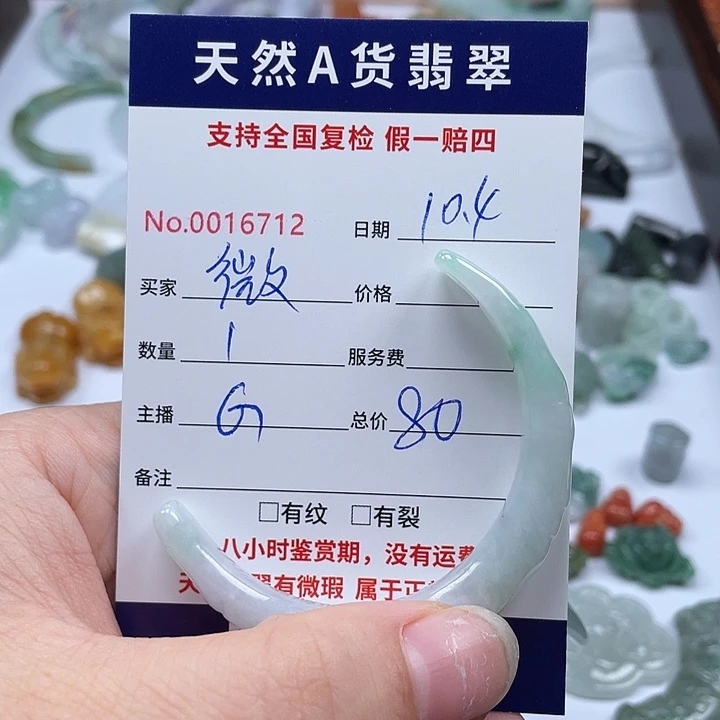 天然A货翡翠
支持全国复检 假一赔四
No.0016712 日期 10.4
买家 微 价格
数量 1 服务费
主播 G 总价 80
备注
□有纹 □有裂
八小时鉴赏期，没有运费
天 翠有微瑕 属于正